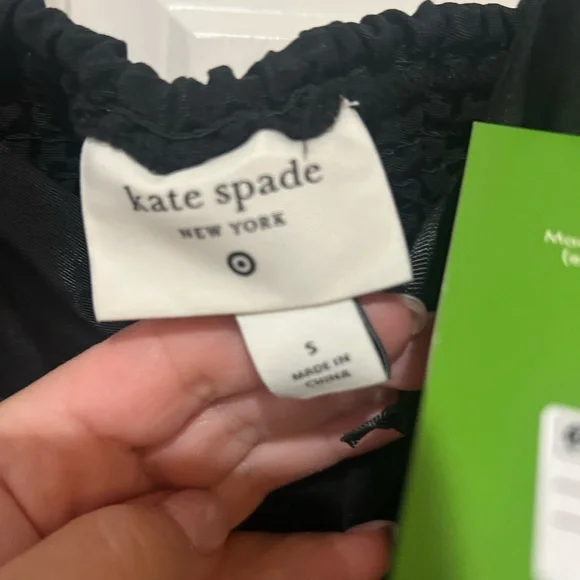 kate spade
NEW YORK
S
MADE IN
CHINA